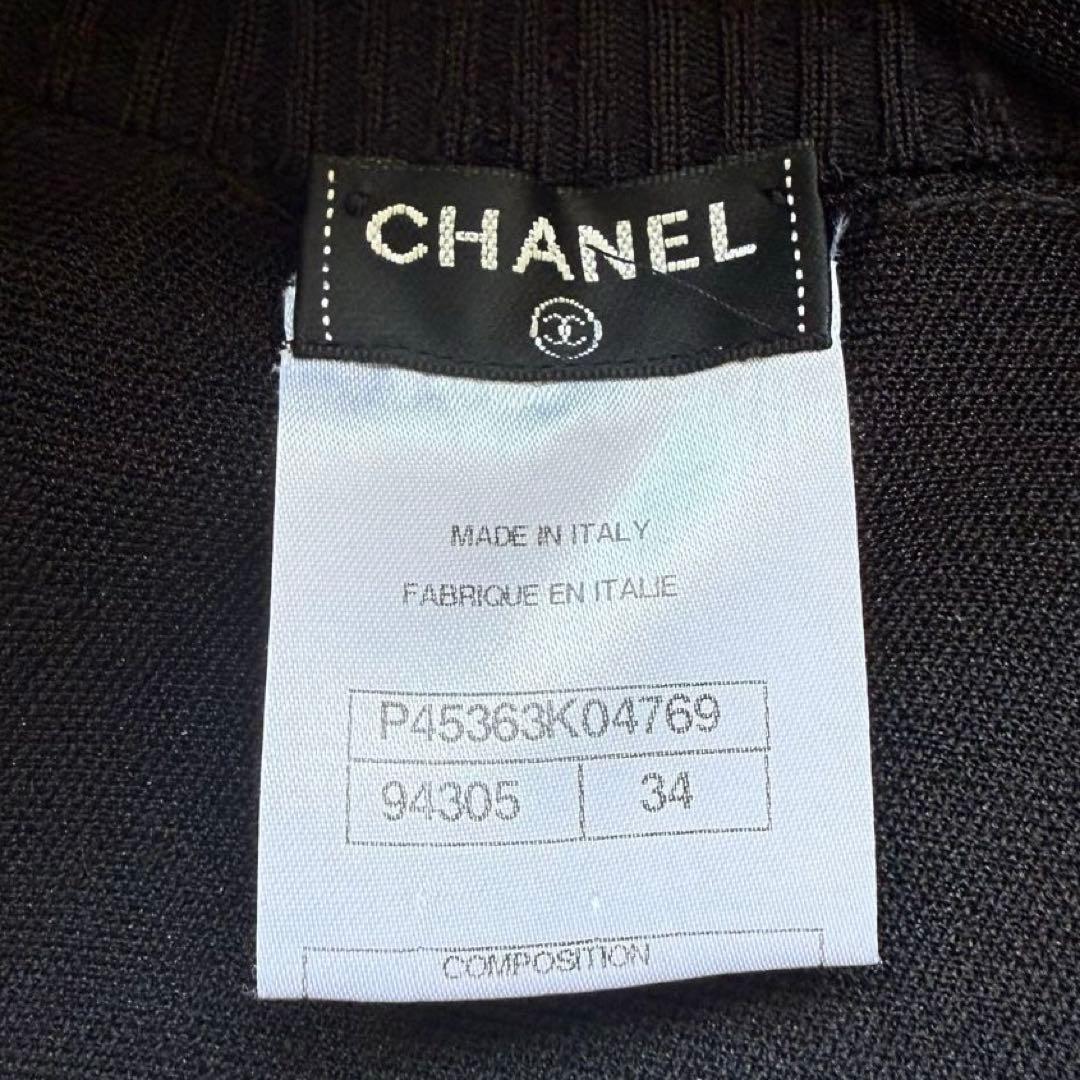 CHANEL
MADE IN ITALY
FABRIQUE EN ITALIE
P45363K04769
94305 34
COMPOSITION